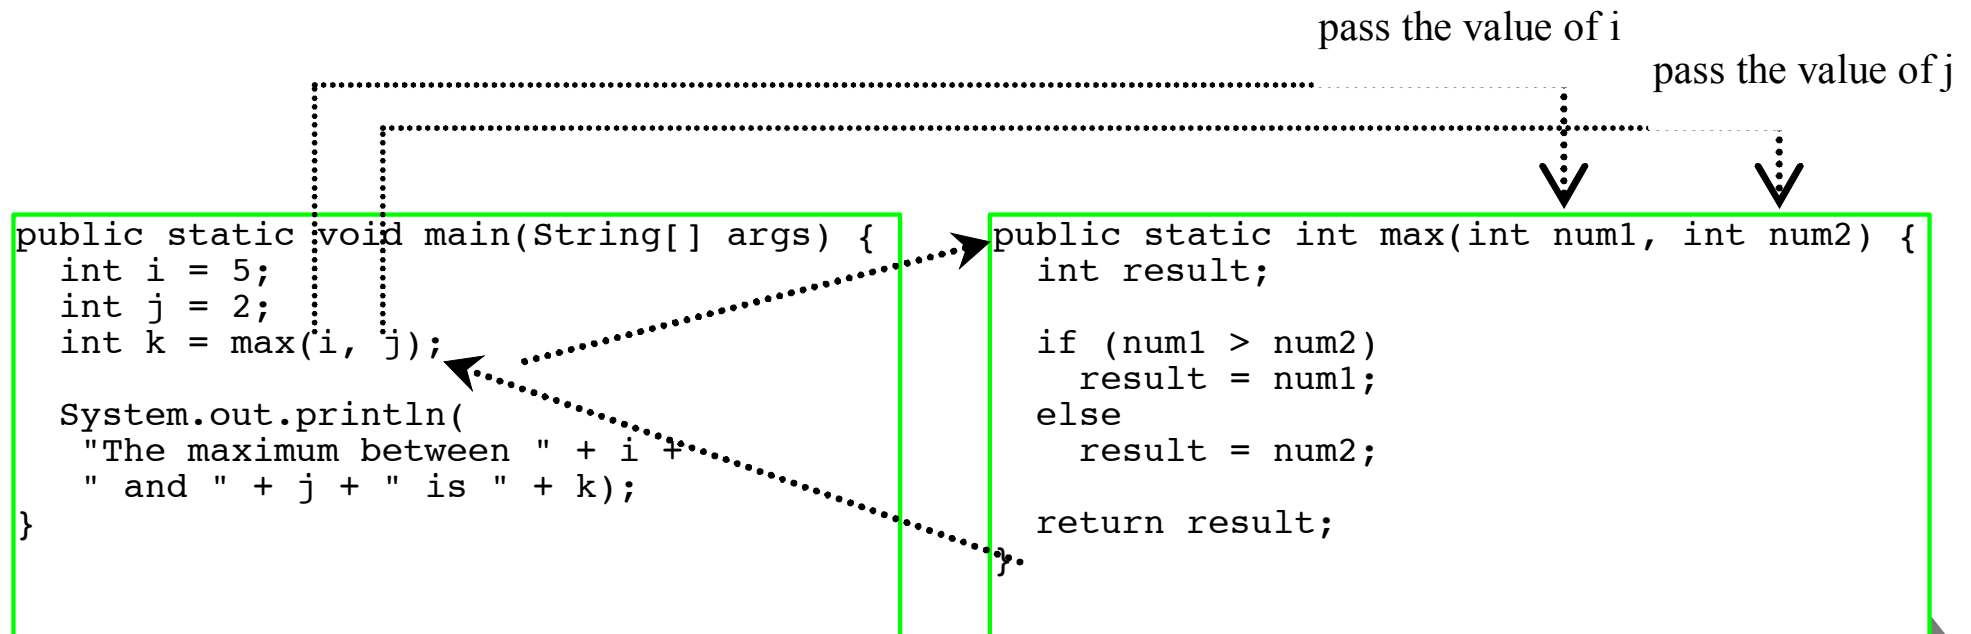 pass the value of i
pass the value of j
public static void main(String[] args) {
  int i = 5;
  int j = 2;
  int k = max(i, j);

  System.out.println(
   "The maximum between " + i +
   " and " + j + " is " + k);
}
public static int max(int num1, int num2) {
  int result;

  if (num1 > num2)
    result = num1;
  else
    result = num2;

  return result;
}